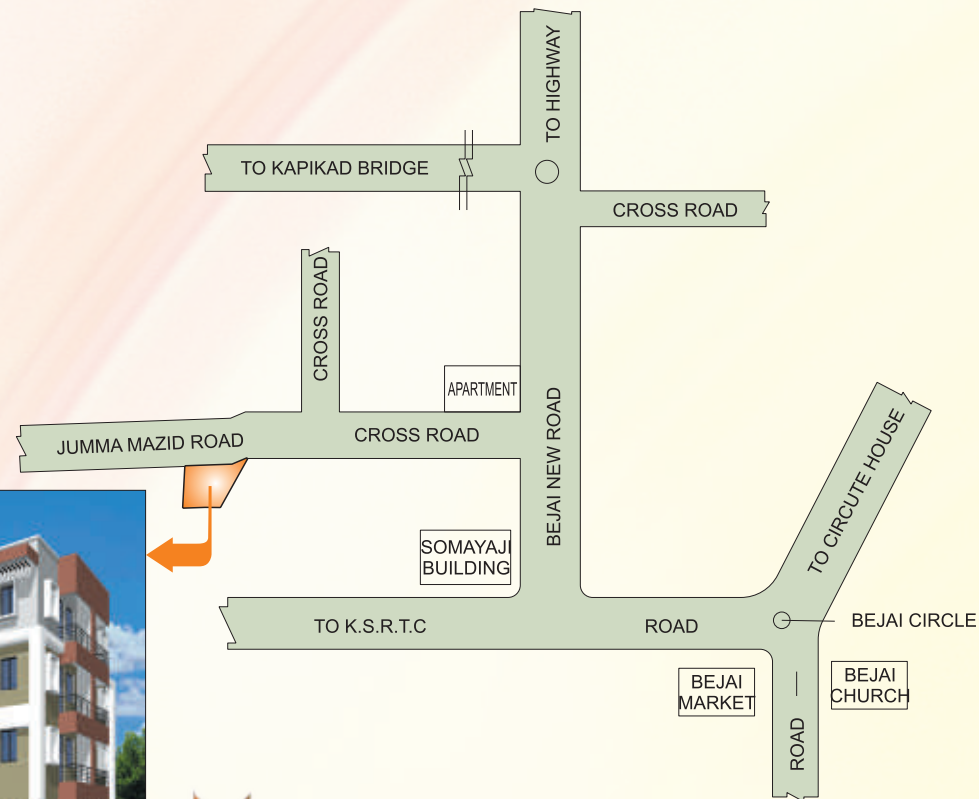 TO HIGHWAY
TO KAPIKAD BRIDGE
CROSS ROAD
CROSS ROAD
APARTMENT
JUMMA MAZID ROAD
CROSS ROAD
BEJAI NEW ROAD
TO CIRCUTE HOUSE
SOMAYAJI
BUILDING
TO K.S.R.T.C
ROAD
BEJAI CIRCLE
BEJAI
MARKET
BEJAI
CHURCH
ROAD